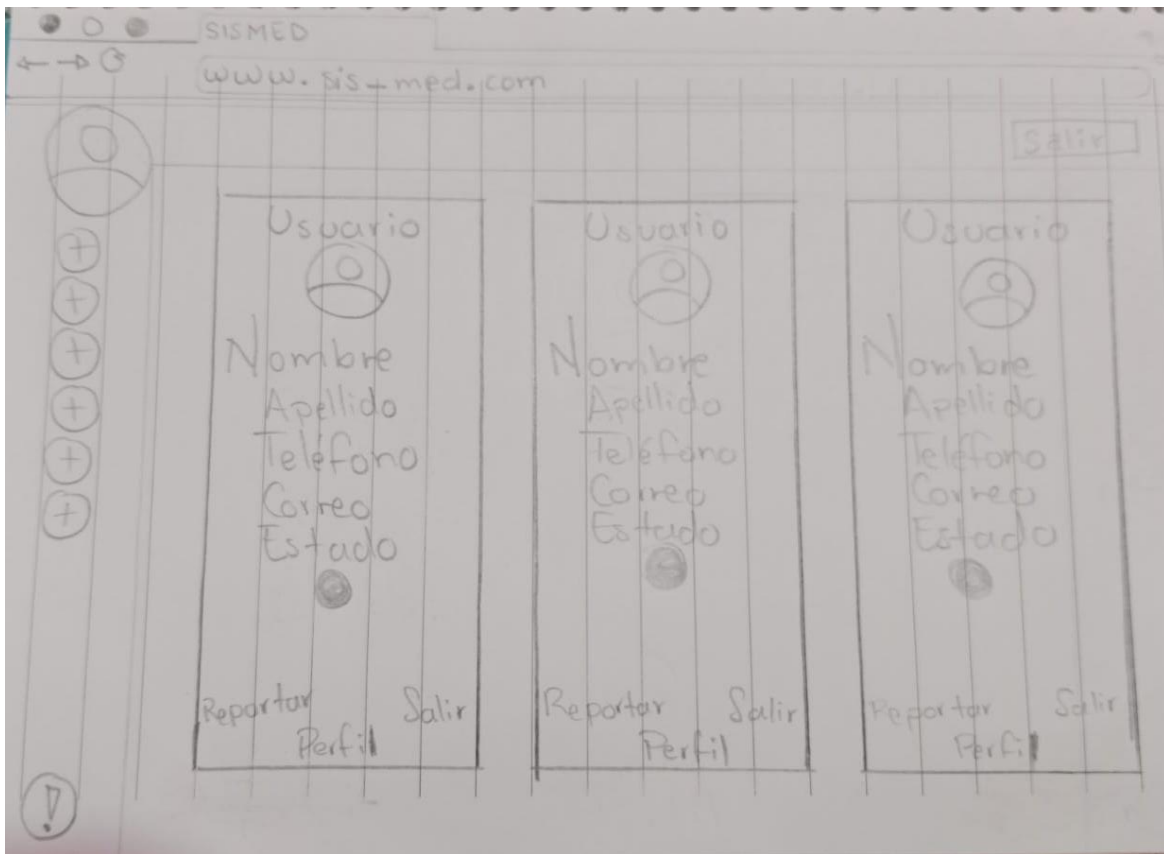 SISMED
www.sis-med.com
Salir
Usuario
Nombre
Apellido
Teléfono
Correo
Estado
Reportar
Salir
Perfil
Usuario
Nombre
Apellido
Teléfono
Correo
Estado
Reportar
Salir
Perfil
Usuario
Nombre
Apellido
Teléfono
Correo
Estado
Reportar
Salir
Perfil